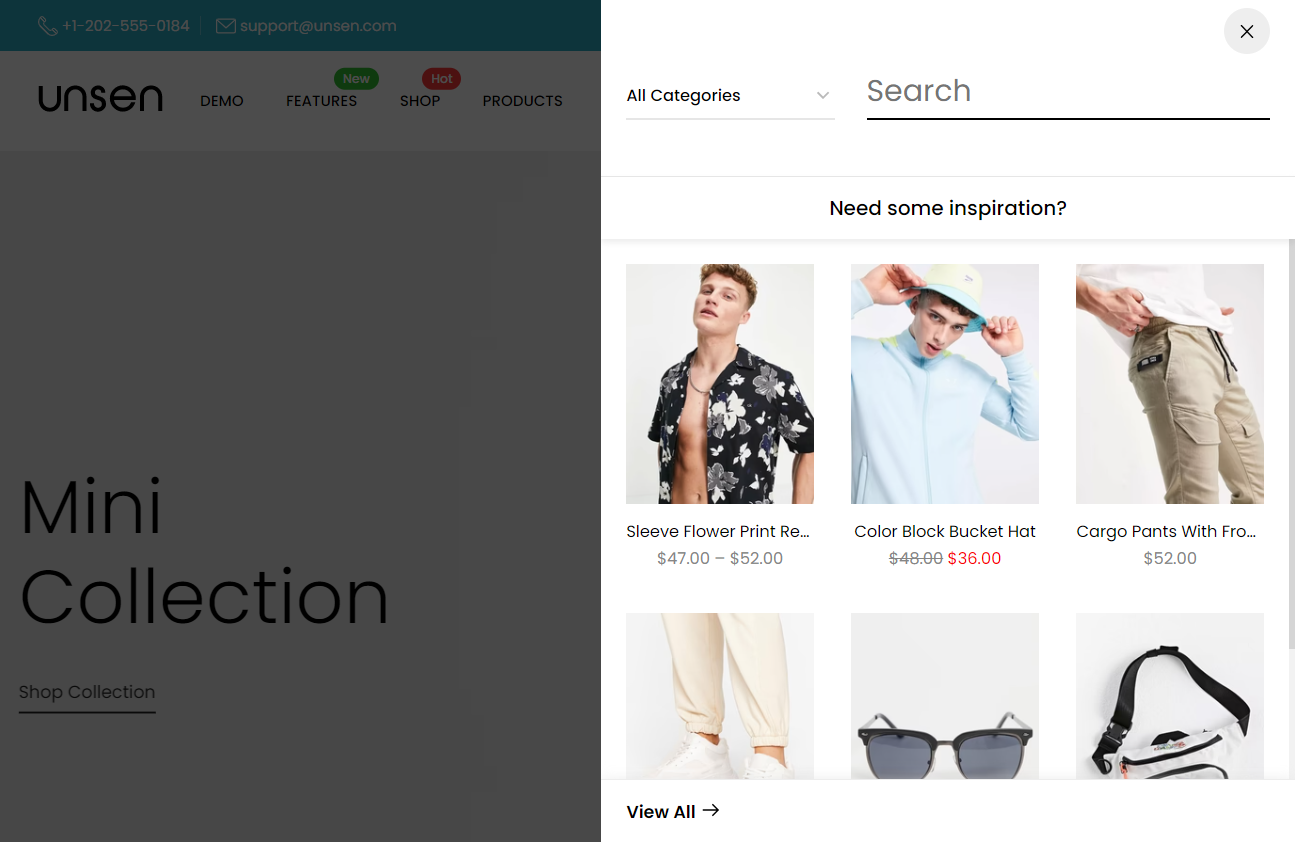 +1-202-555-0184
support@unsen.com
unsen
DEMO
New
FEATURES
Hot
SHOP
PRODUCTS
Mini
Collection
Shop Collection
All Categories
Search
Need some inspiration?
Sleeve Flower Print Re...
$47.00 – $52.00
Color Block Bucket Hat
$48.00 $36.00
Cargo Pants With Fro...
$52.00
View All